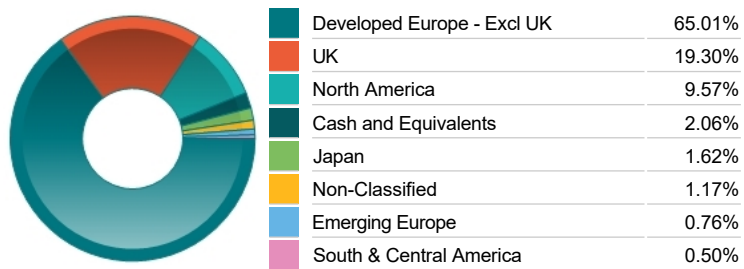 Developed Europe - Excl UK 65.01%
UK 19.30%
North America 9.57%
Cash and Equivalents 2.06%
Japan 1.62%
Non-Classified 1.17%
Emerging Europe 0.76%
South & Central America 0.50%